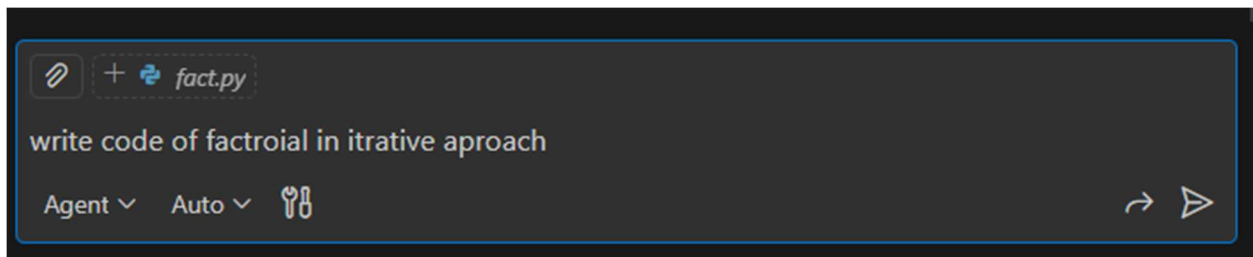 + fact.py
write code of factroial in itrative aproach
Agent Auto